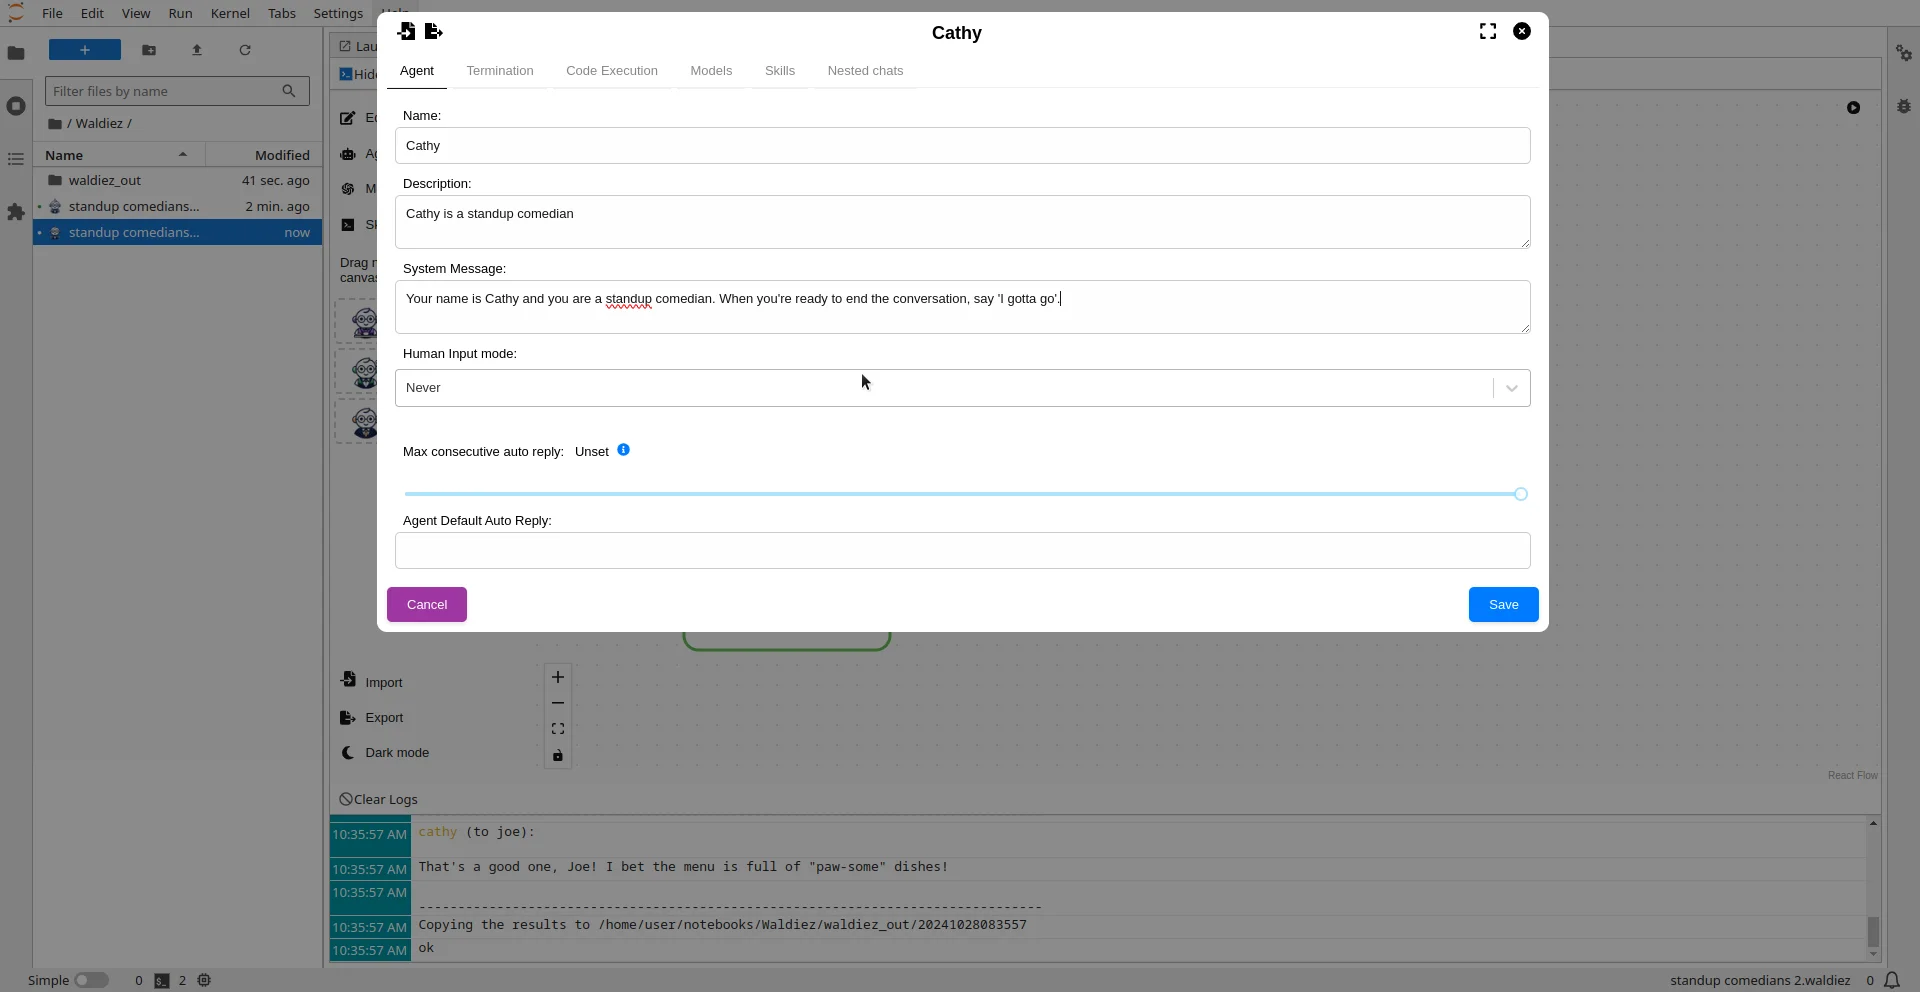 File Edit View Run Kernel Tabs Settings
Cathy
Agent Termination Code Execution Models Skills Nested chats
Filter files by name
/ Waldiez /
Name Modified
waldiez_out 41 sec. ago
standup comedians... 2 min. ago
standup comedians... now
Lau
Hide
Name:
Cathy
Description:
Cathy is a standup comedian
System Message:
Your name is Cathy and you are a standup comedian. When you're ready to end the conversation, say 'I gotta go'.
Human Input mode:
Never
Max consecutive auto reply: Unset
Agent Default Auto Reply:
Cancel Save
Drag n
canvas
Import
Export
Dark mode
React Flow
Clear Logs
10:35:57 AM cathy (to joe):
10:35:57 AM That's a good one, Joe! I bet the menu is full of "paw-some" dishes!
10:35:57 AM
--------------------------------------------------------------------------------
10:35:57 AM Copying the results to /home/user/notebooks/Waldiez/waldiez_out/20241028083557
10:35:57 AM ok
Simple 0 $_ 2 standup comedians 2.waldiez 0